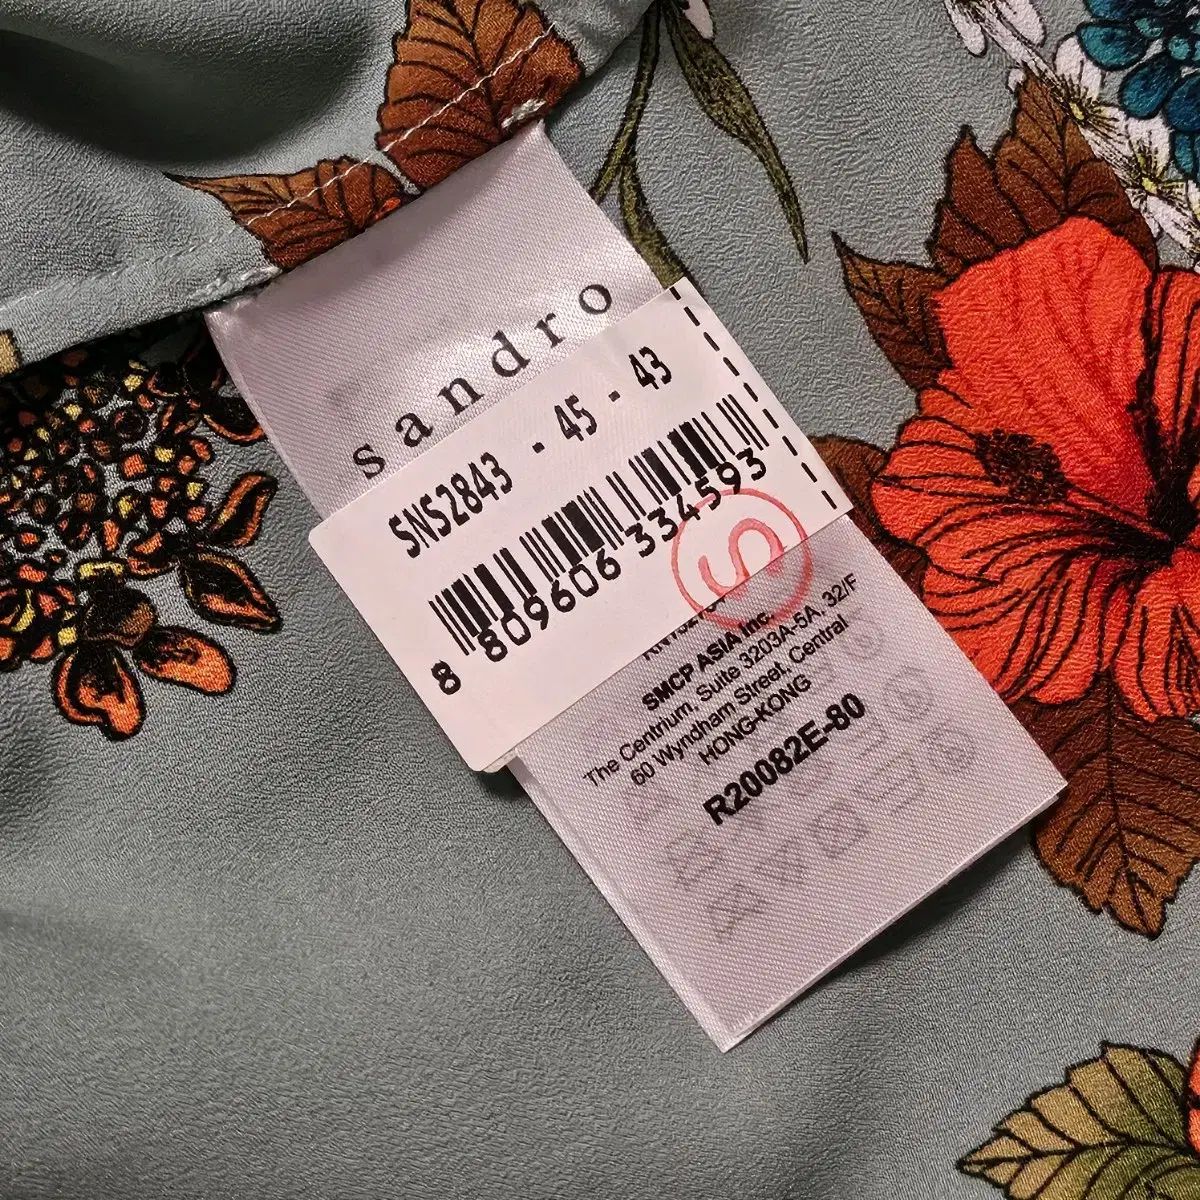 sandro
SNS2843 - 45 - 43
8 809606 334593
S
SMCP ASIA Inc.
The Centrium, Suite 3203A-5A, 32/F
60 Wyndham Street, Central
HONG-KONG
R20082E-80